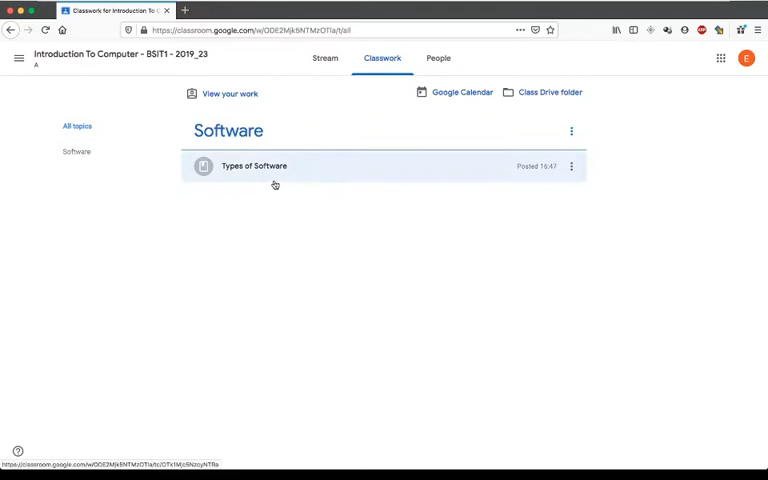 Classwork for Introduction To C
https://classroom.google.com/w/ODE2Mjk5NTMzOTla/t/all
Introduction To Computer - BSIT1 - 2019_23
A
Stream
Classwork
People
E
View your work
Google Calendar
Class Drive folder
All topics
Software
Software
Types of Software
Posted 16:47